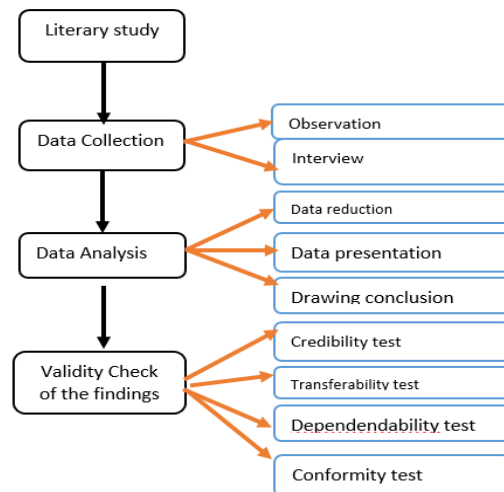 Literary study
Data Collection
Observation
Interview
Data Analysis
Data reduction
Data presentation
Drawing conclusion
Validity Check
of the findings
Credibility test
Transferability test
Dependendability test
Conformity test